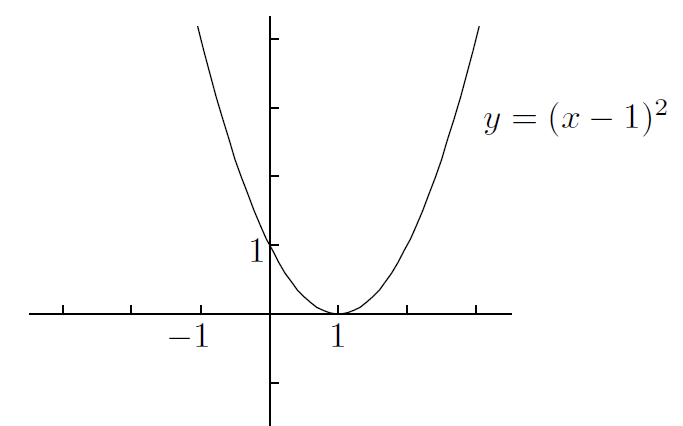 y = (x − 1)²
1
−1
1